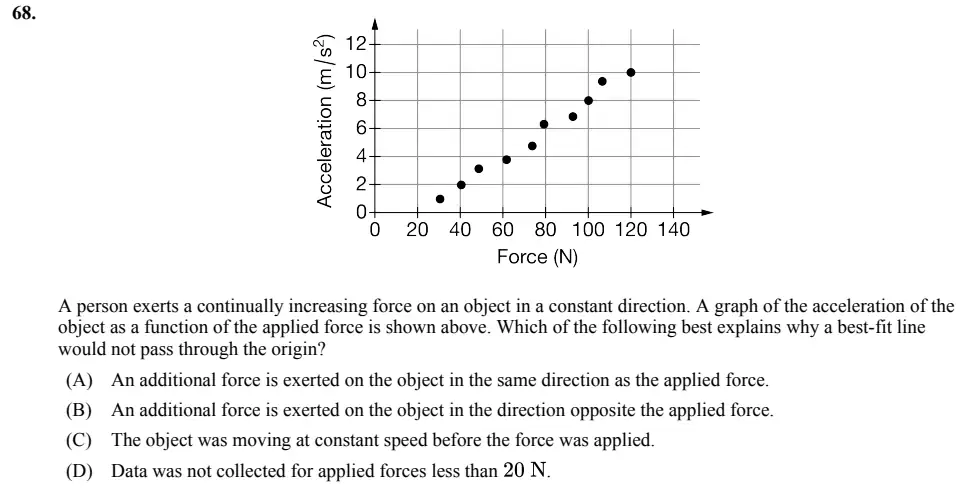 68.
Acceleration (m/s²)
12
10
8
6
4
2
0
0 20 40 60 80 100 120 140
Force (N)
A person exerts a continually increasing force on an object in a constant direction. A graph of the acceleration of the
object as a function of the applied force is shown above. Which of the following best explains why a best-fit line
would not pass through the origin?
(A) An additional force is exerted on the object in the same direction as the applied force.
(B) An additional force is exerted on the object in the direction opposite the applied force.
(C) The object was moving at constant speed before the force was applied.
(D) Data was not collected for applied forces less than 20 N.